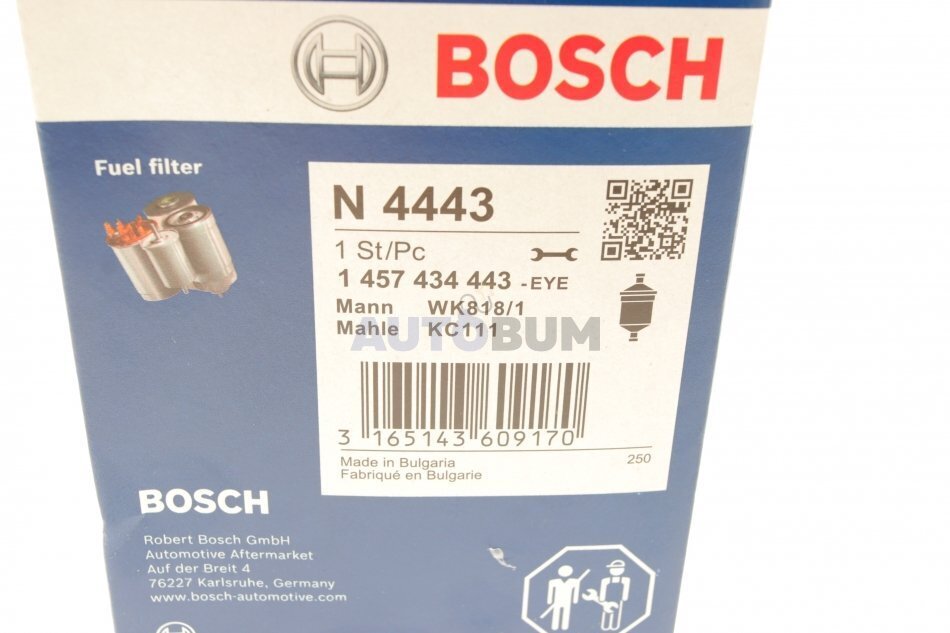 BOSCH
Fuel filter
N 4443
1 St/Pc
1 457 434 443 -EYE
Mann WK818/1
Mahle KC111
AUTOBUM
3 165143 609170
Made in Bulgaria
Fabriqué en Bulgarie
250
BOSCH
Robert Bosch GmbH
Automotive Aftermarket
Auf der Breit 4
76227 Karlsruhe, Germany
www.bosch-automotive.com